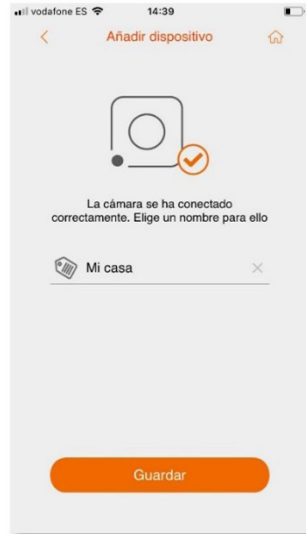 vodafone ES 14:39
Añadir dispositivo
La cámara se ha conectado
correctamente. Elige un nombre para ello
Mi casa
Guardar